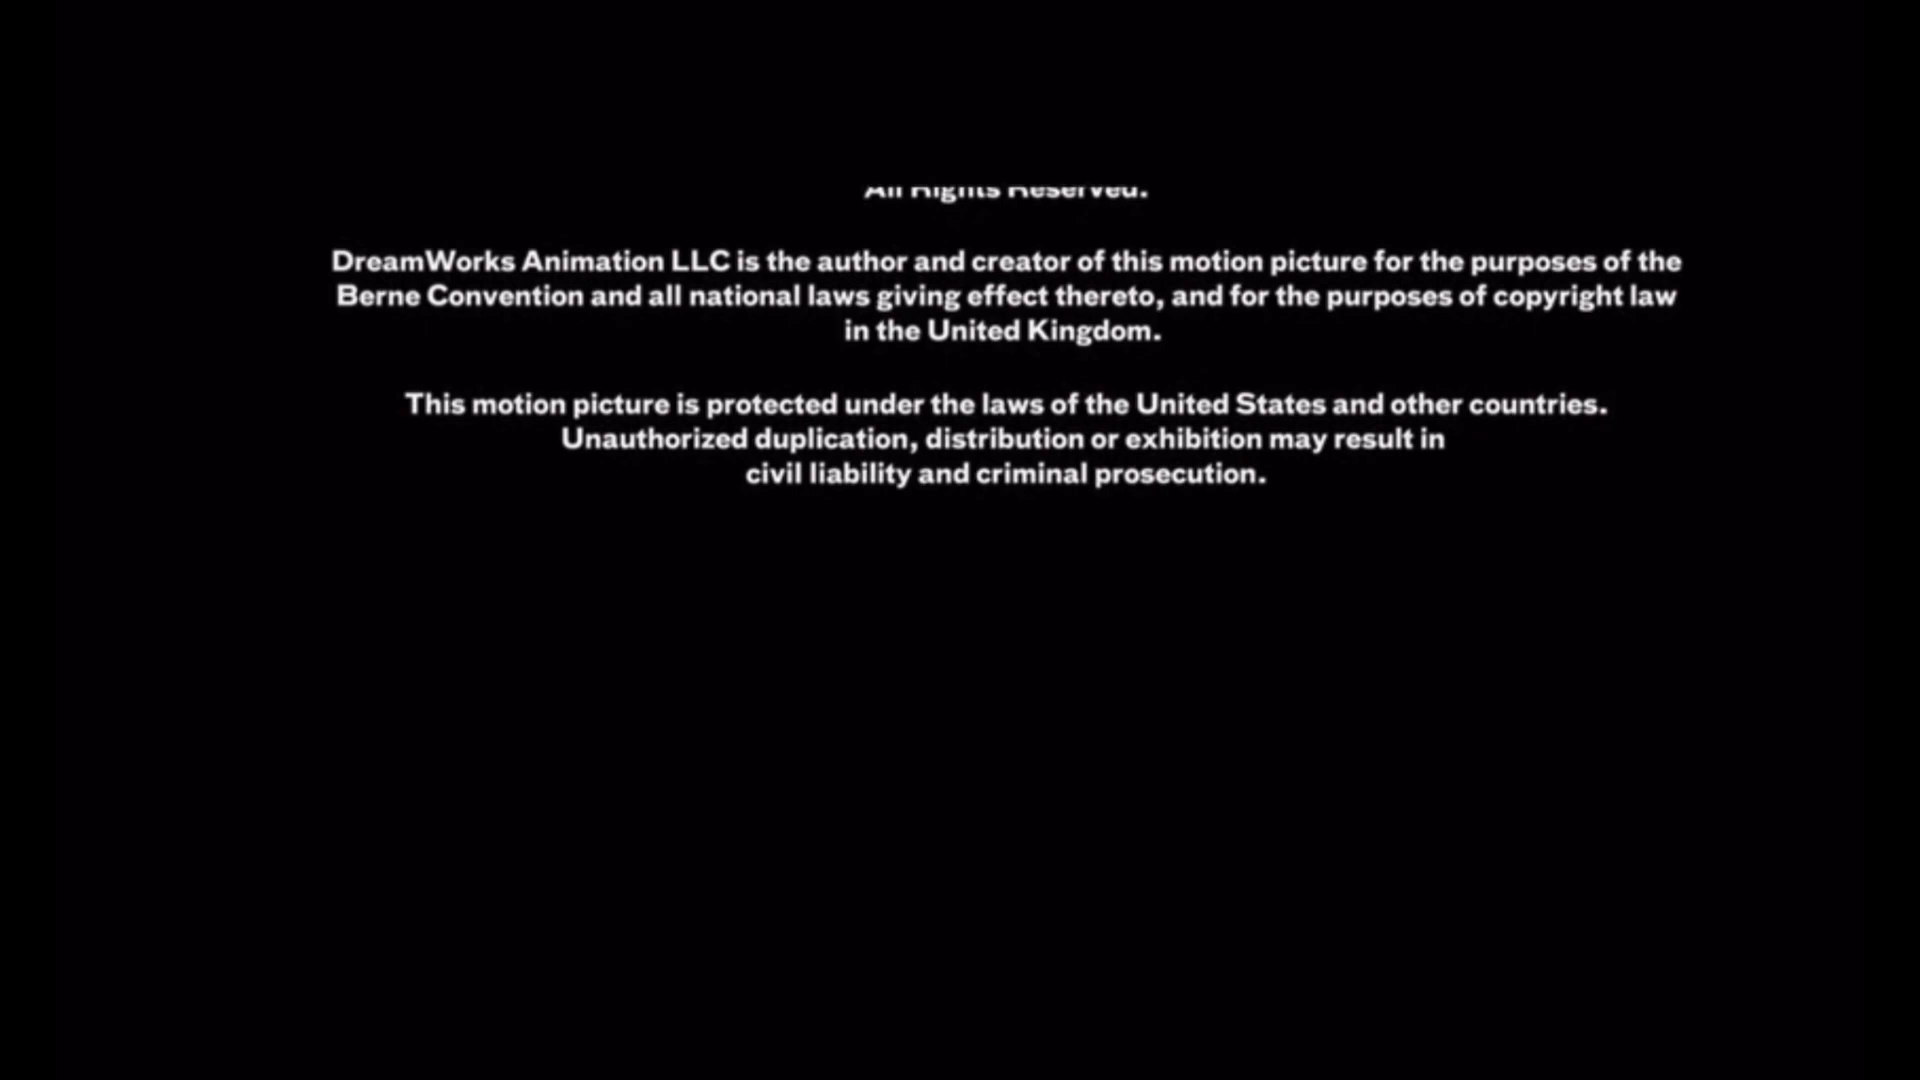 All Rights Reserved.
DreamWorks Animation LLC is the author and creator of this motion picture for the purposes of the
Berne Convention and all national laws giving effect thereto, and for the purposes of copyright law
in the United Kingdom.
This motion picture is protected under the laws of the United States and other countries.
Unauthorized duplication, distribution or exhibition may result in
civil liability and criminal prosecution.